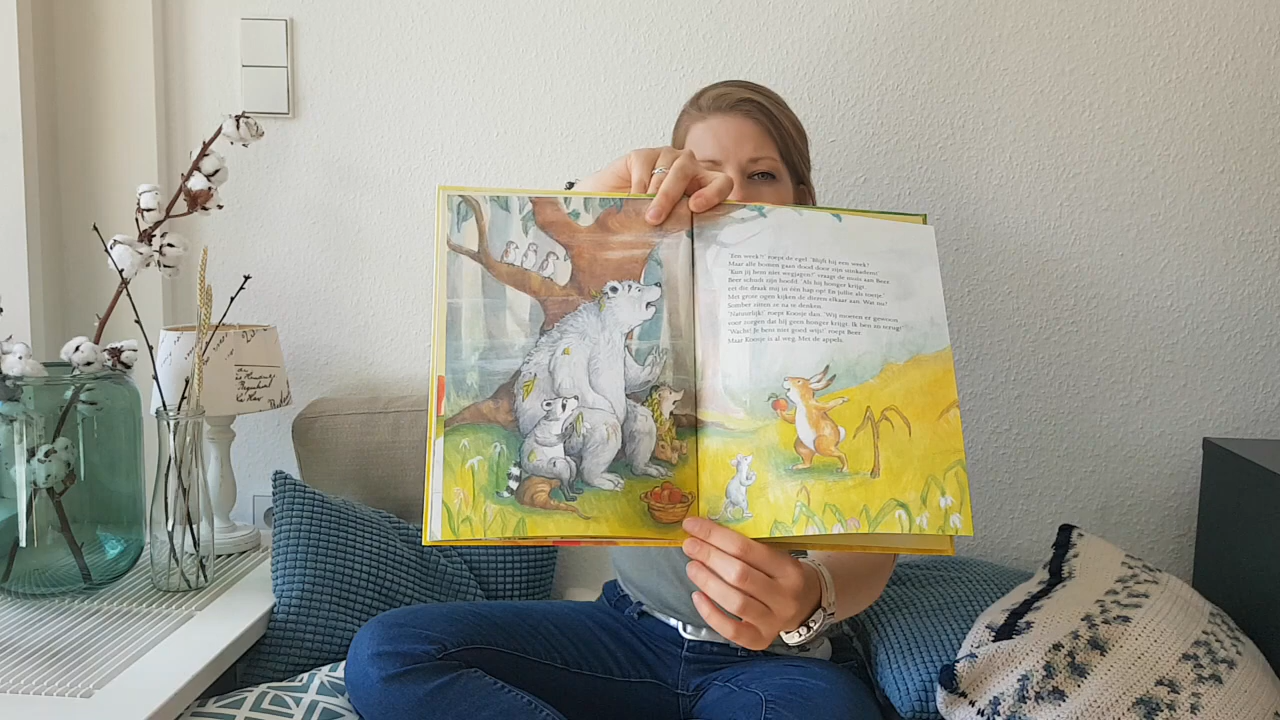 'Een week?!' roept de egel. 'Blijft hij een week?
Maar alle bomen gaan dood door zijn stinkadem!'
'Kun jij hem niet wegjagen?' vraagt de muis aan Beer.
Beer schudt zijn hoofd. 'Als hij honger krijgt,
eet die draak mij in één hap op! En jullie als toetje.'
Met grote ogen kijken de dieren elkaar aan. Wat nu?
Somber zitten ze na te denken.
'Natuurlijk!' roept Konijn dan. 'Wij moeten er gewoon
voor zorgen dat hij geen honger krijgt. Ik ben zo terug!'
'Wacht! Je bent niet goed wijs!' roept Beer.
Maar Konijn is al weg. Met de appels.